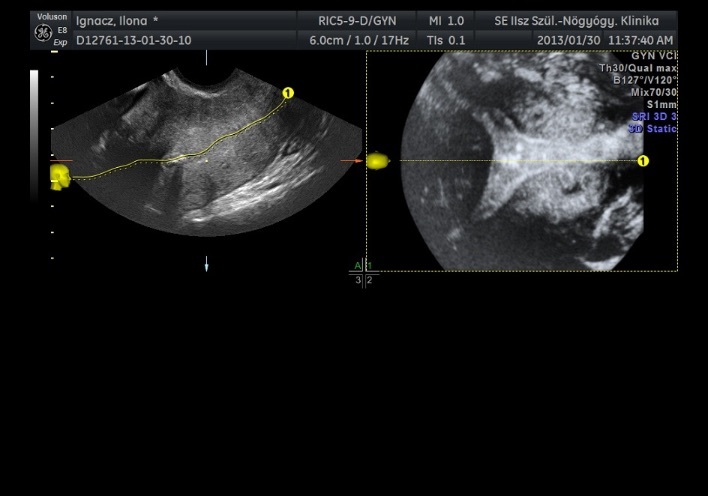 Voluson
E8
Exp
Ignacz, Ilona *
RIC5-9-D/GYN
MI 1.0
SE IIsz Szül.-Nőgyógy. Klinika
D12761-13-01-30-10
6.0cm / 1.0 / 17Hz
TIs 0.1
2013/01/30
11:37:40 AM
GYN VCI
Th30/Qual max
B127°/V120°
Mix70/30
S1mm
SRI 3D 3
3D Static
1
1
A 1
3 2